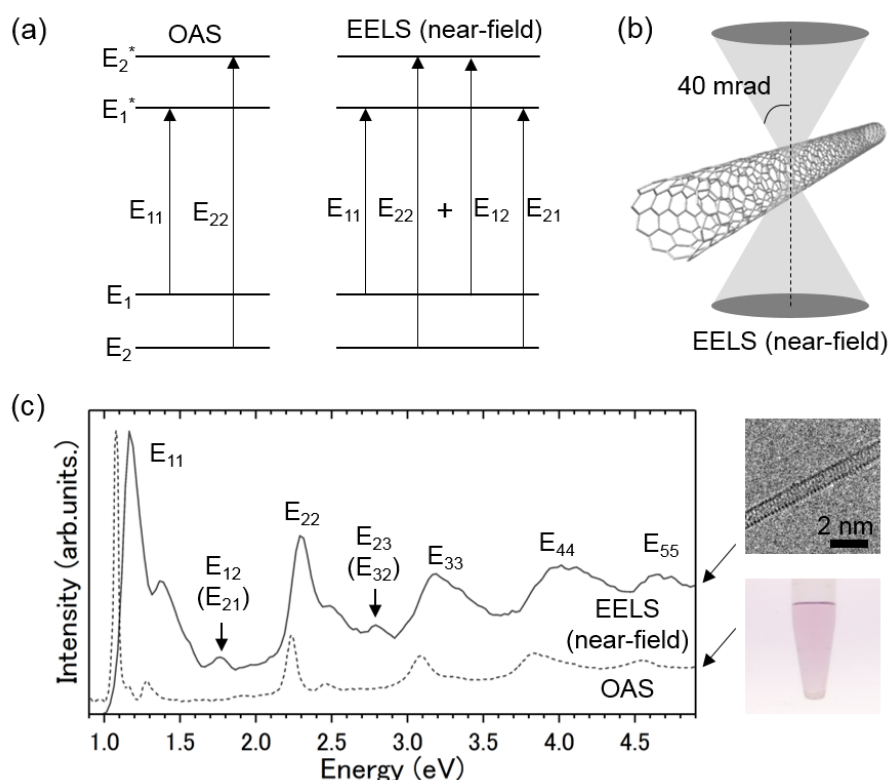 (a)
OAS
EELS (near-field)
E₂*
E₁*
E₁₁
E₂₂
E₁₁
E₂₂
+
E₁₂
E₂₁
E₁
E₂
(b)
40 mrad
EELS (near-field)
(c)
Intensity (arb.units.)
E₁₁
E₁₂
(E₂₁)
E₂₂
E₂₃
(E₃₂)
E₃₃
E₄₄
E₅₅
EELS
(near-field)
OAS
1.0 1.5 2.0 2.5 3.0 3.5 4.0 4.5
Energy (eV)
2 nm